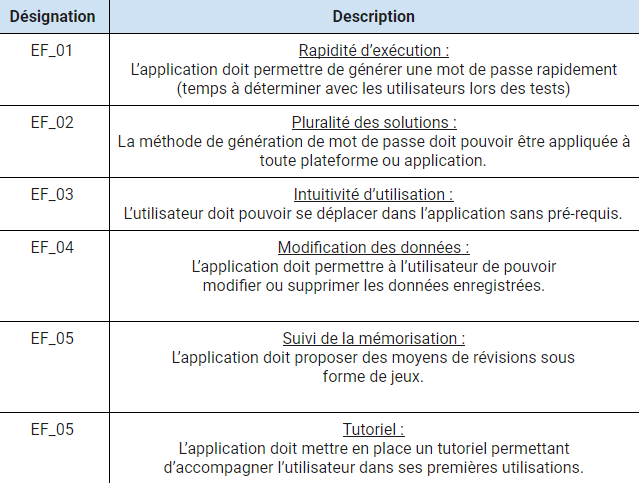 Désignation Description
EF_01 Rapidité d’exécution :
L’application doit permettre de générer une mot de passe rapidement
(temps à déterminer avec les utilisateurs lors des tests)
EF_02 Pluralité des solutions :
La méthode de génération de mot de passe doit pouvoir être appliquée à
toute plateforme ou application.
EF_03 Intuitivité d’utilisation :
L’utilisateur doit pouvoir se déplacer dans l’application sans pré-requis.
EF_04 Modification des données :
L’application doit permettre à l’utilisateur de pouvoir
modifier ou supprimer les données enregistrées.
EF_05 Suivi de la mémorisation :
L’application doit proposer des moyens de révisions sous
forme de jeux.
EF_05 Tutoriel :
L’application doit mettre en place un tutoriel permettant
d’accompagner l’utilisateur dans ses premières utilisations.